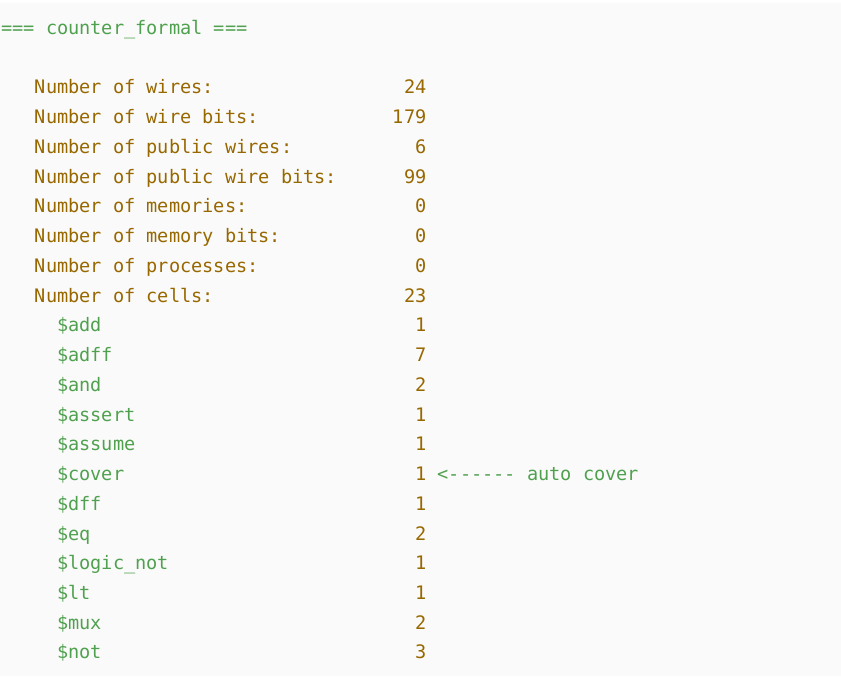 === counter_formal ===
Number of wires: 24
Number of wire bits: 179
Number of public wires: 6
Number of public wire bits: 99
Number of memories: 0
Number of memory bits: 0
Number of processes: 0
Number of cells: 23
$add 1
$adff 7
$and 2
$assert 1
$assume 1
$cover 1 <------ auto cover
$dff 1
$eq 2
$logic_not 1
$lt 1
$mux 2
$not 3